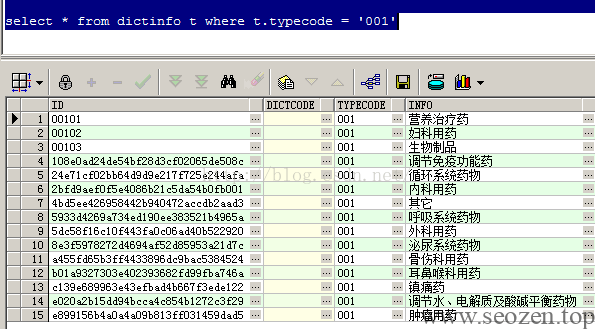 select * from dictinfo t where t.typecode = '001'
ID DICTCODE TYPECODE INFO
1 00101 001 营养治疗药
2 00102 001 妇科用药
3 00103 001 生物制品
4 108e0ad24de54bf28d3cf02065de508c 001 调节免疫功能药
5 24e71cf02bb64d9d9e217f725e244afa 001 循环系统药物
6 2bfd9aef0f5e4086b21c5da54b0fb001 001 内科用药
7 4bd5ee426958442b940472accdb2aad3 001 其它
8 5933d4269a734ed190ee383521b4965a 001 呼吸系统药物
9 5dc58f16c10f443fa0c06ad40b522920 001 外科用药
10 8e3f5978272d4694af52d85953a21d7c 001 泌尿系统药物
11 a455fd65b3ff4433896dc9bac5384524 001 骨伤科用药
12 b01a9327303e402393682fd99fba746a 001 耳鼻喉科用药
13 c139e689963e43efbad4b667f3ede122 001 镇痛药
14 e020a2b15dd94bcca4c854b1272c3f29 001 调节水、电解质及酸碱平衡药物
15 e899156b4a0a4a09b813ff031459dad5 001 肿瘤用药
www.seozen.top